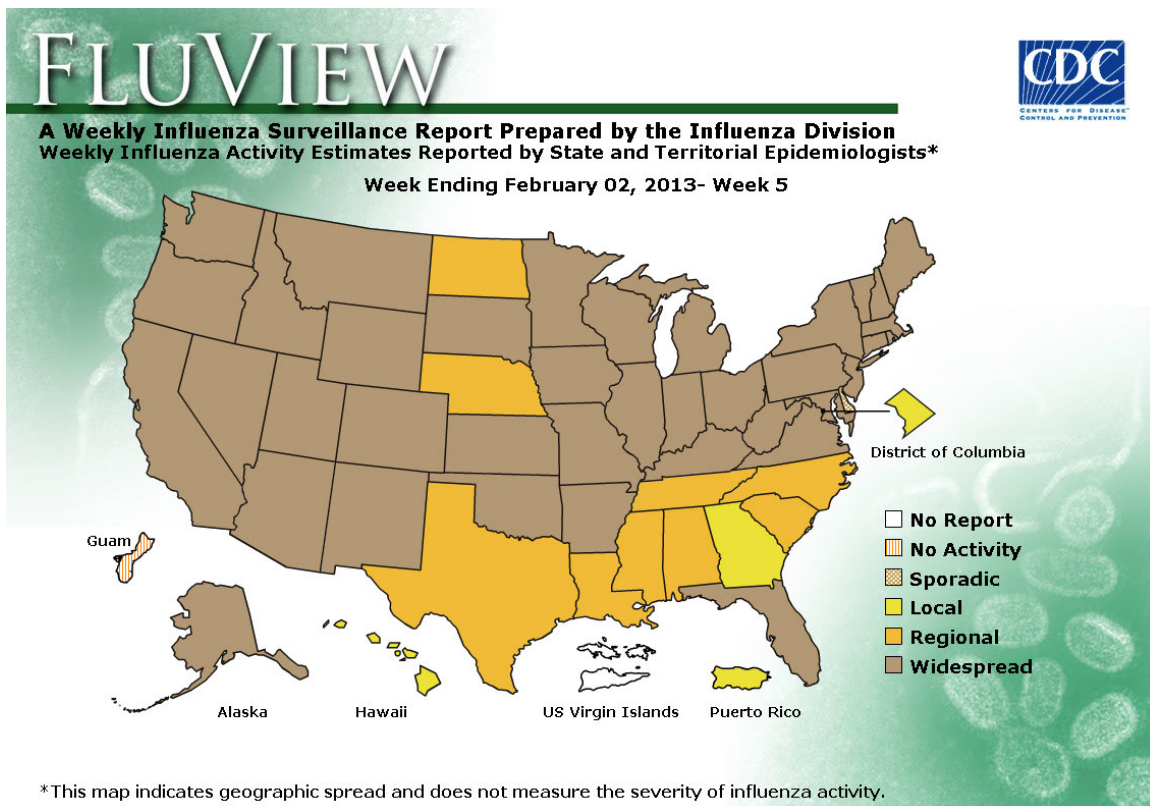 FLUVIEW
CDC
CENTERS FOR DISEASE™
CONTROL AND PREVENTION
A Weekly Influenza Surveillance Report Prepared by the Influenza Division
Weekly Influenza Activity Estimates Reported by State and Territorial Epidemiologists*
Week Ending February 02, 2013- Week 5
District of Columbia
No Report
No Activity
Sporadic
Local
Regional
Widespread
Guam
Alaska
Hawaii
US Virgin Islands
Puerto Rico
*This map indicates geographic spread and does not measure the severity of influenza activity.